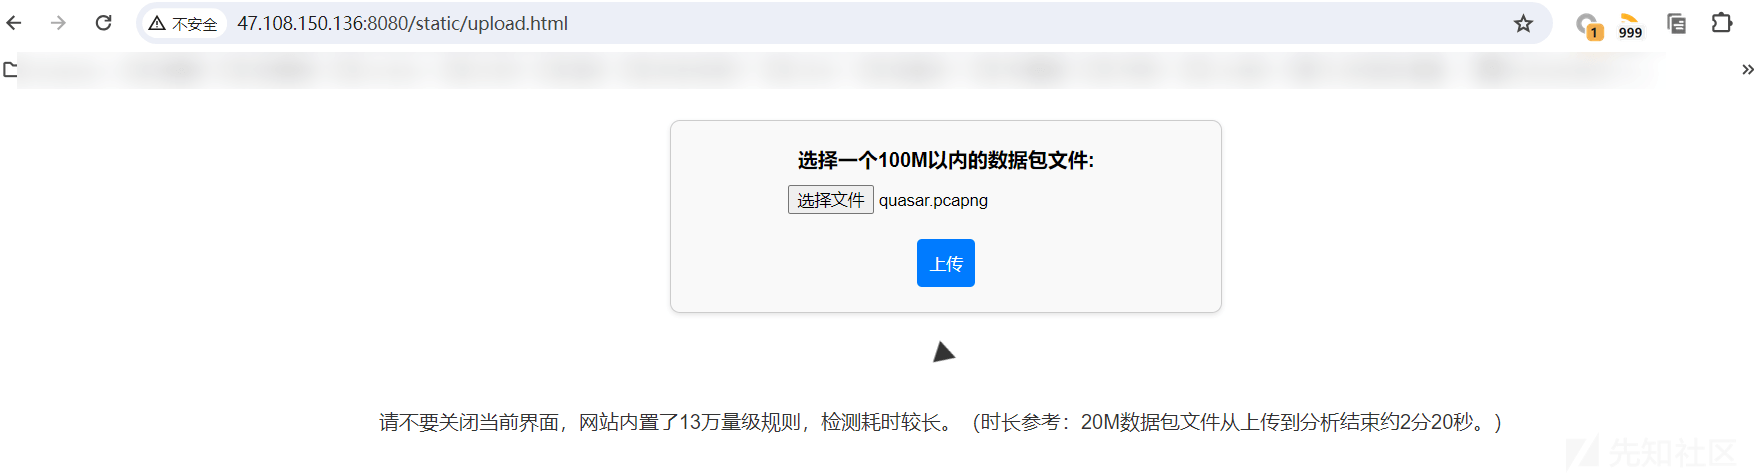 不安全 47.108.150.136:8080/static/upload.html
1
999
选择一个100M以内的数据包文件:
选择文件 quasar.pcapng
上传
请不要关闭当前界面，网站内置了13万量级规则，检测耗时较长。（时长参考：20M数据包文件从上传到分析结束约2分20秒。）
先知社区